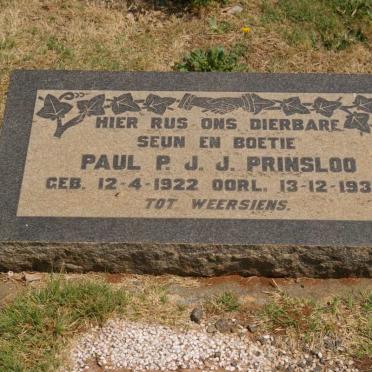 HIER RUS ONS DIERBARE
SEUN EN BOETIE
PAUL P. J. J. PRINSLOO
GEB. 12-4-1922 OORL. 13-12-193
TOT WEERSIENS.